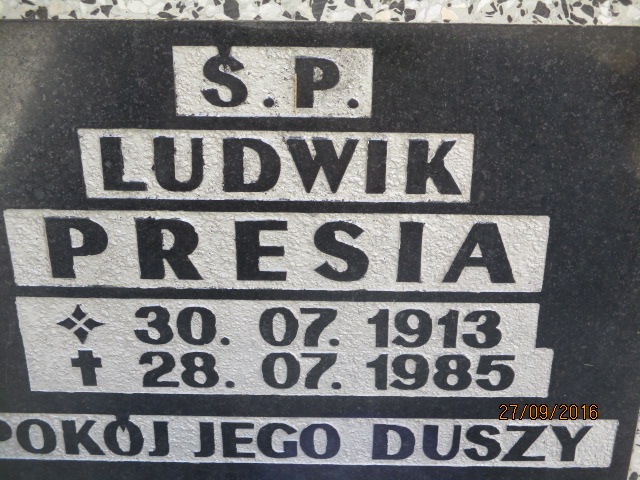 Ś.P.
LUDWIK
PRESIA
30. 07. 1913
✝ 28. 07. 1985
POKÓJ JEGO DUSZY
27/09/2016